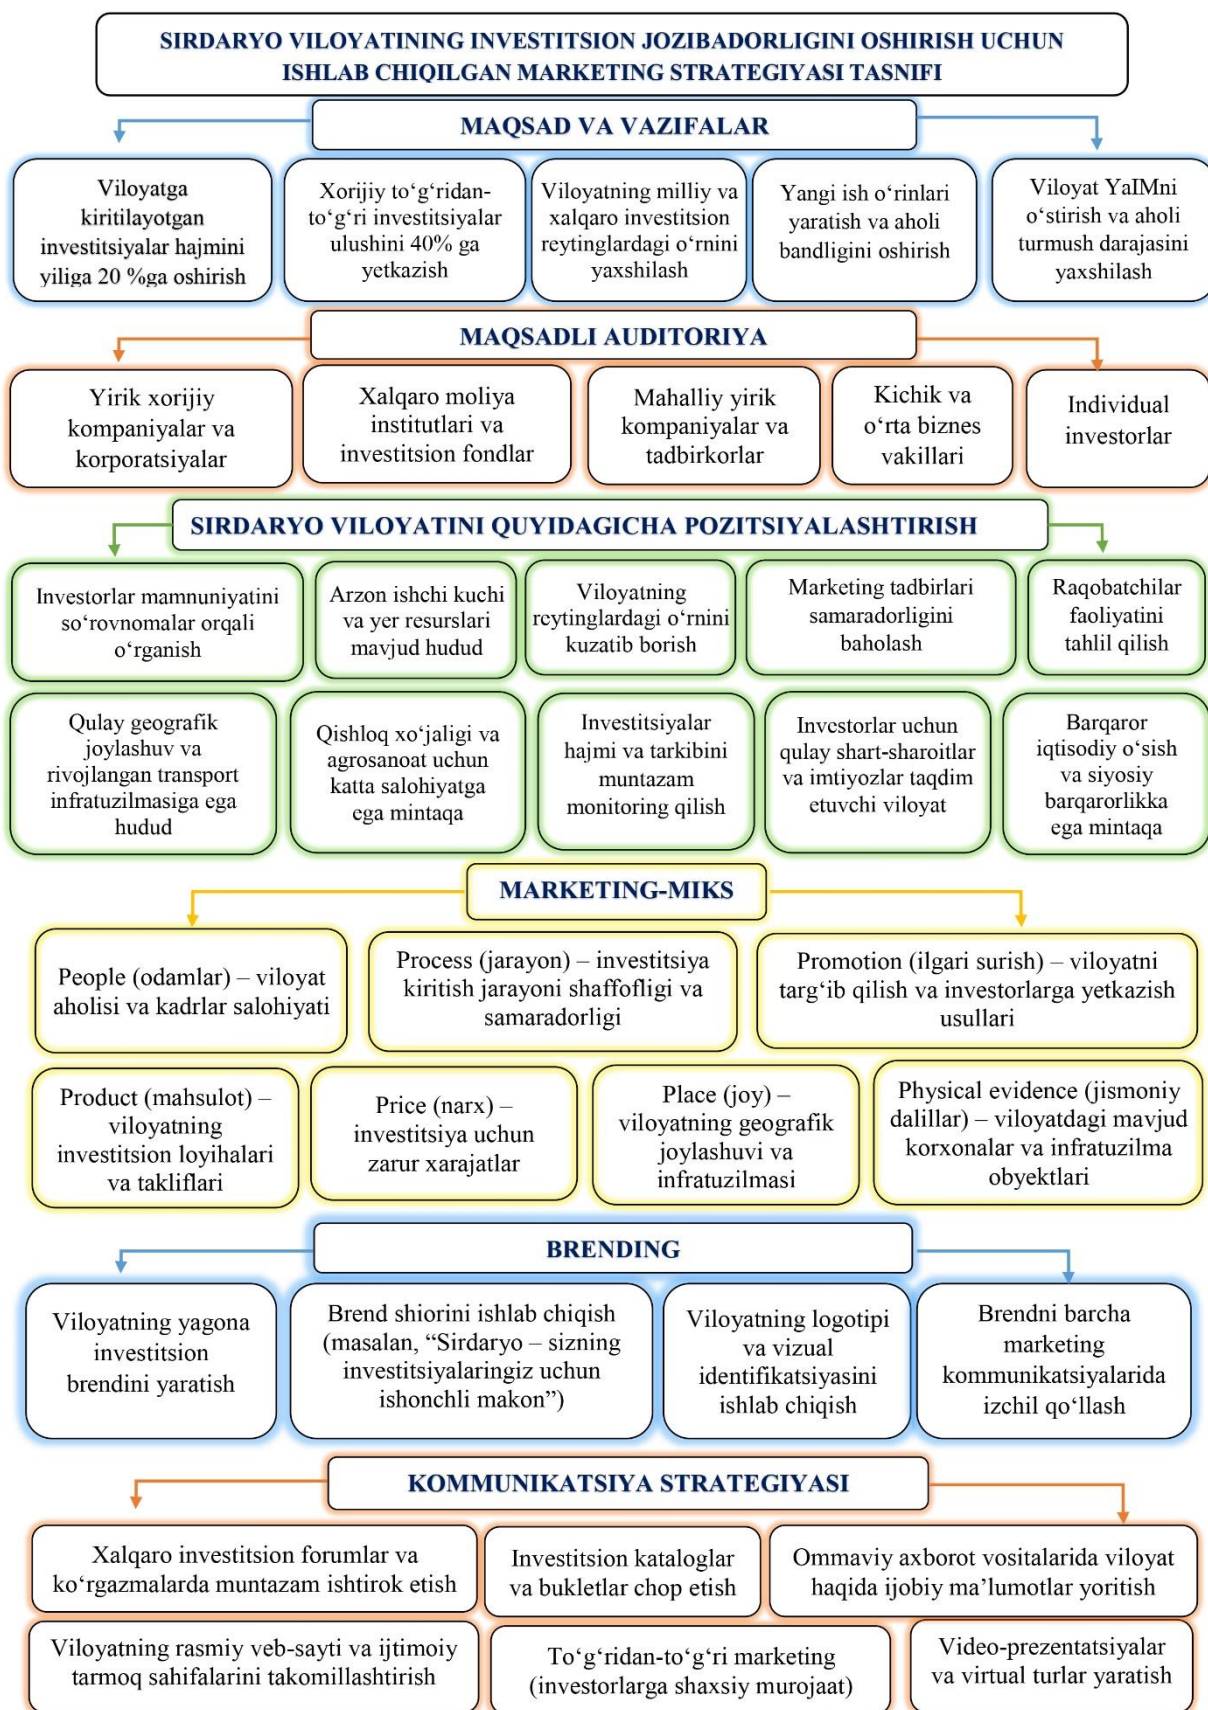 SIRDARYO VILOYATINING INVESTITSION JOZIBADORLIGINI OSHIRISH UCHUN
ISHLAB CHIQILGAN MARKETING STRATEGIYASI TASNIFI
MAQSAD VA VAZIFALAR
Viloyatga
kiritilayotgan
investitsiyalar hajmini
yiliga 20 %ga oshirish
Xorijiy to‘g‘ridan-
to‘g‘ri investitsiyalar
ulushini 40% ga
yetkazish
Viloyatning milliy va
xalqaro investitsion
reytinglardagi o‘rnini
yaxshilash
Yangi ish o‘rinlari
yaratish va aholi
bandligini oshirish
Viloyat YaIMni
o‘stirish va aholi
turmush darajasini
yaxshilash
MAQSADLI AUDITORIYA
Yirik xorijiy
kompaniyalar va
korporatsiyalar
Xalqaro moliya
institutlari va
investitsion fondlar
Mahalliy yirik
kompaniyalar va
tadbirkorlar
Kichik va
o‘rta biznes
vakillari
Individual
investorlar
SIRDARYO VILOYATINI QUYIDAGICHA POZITSIYALASHTIRISH
Investorlar mamnuniyatini
so‘rovnomalar orqali
o‘rganish
Arzon ishchi kuchi
va yer resurslari
mavjud hudud
Viloyatning
reytinglardagi o‘rnini
kuzatib borish
Marketing tadbirlari
samaradorligini
baholash
Raqobatchilar
faoliyatini
tahlil qilish
Qulay geografik
joylashuv va
rivojlangan transport
infratuzilmasiga ega
hudud
Qishloq xo‘jaligi va
agrosanoat uchun
katta salohiyatga
ega mintaqa
Investitsiyalar
hajmi va tarkibini
muntazam
monitoring qilish
Investorlar uchun
qulay shart-sharoitlar
va imtiyozlar taqdim
etuvchi viloyat
Barqaror
iqtisodiy o‘sish
va siyosiy
barqarorlikka
ega mintaqa
MARKETING-MIKS
People (odamlar) – viloyat
aholisi va kadrlar salohiyati
Process (jarayon) – investitsiya
kiritish jarayoni shaffofligi va
samaradorligi
Promotion (ilgari surish) – viloyatni
targ‘ib qilish va investorlarga yetkazish
usullari
Product (mahsulot) –
viloyatning
investitsion loyihalari
va takliflari
Price (narx) –
investitsiya uchun
zarur xarajatlar
Place (joy) –
viloyatning geografik
joylashuvi va
infratuzilmasi
Physical evidence (jismoniy
dalillar) – viloyatdagi mavjud
korxonalar va infratuzilma
obyektlari
BRENDING
Viloyatning yagona
investitsion
brendini yaratish
Brend shiorini ishlab chiqish
(masalan, “Sirdaryo – sizning
investitsiyalaringiz uchun
ishonchli makon”)
Viloyatning logotipi
va vizual
identifikatsiyasini
ishlab chiqish
Brendni barcha
marketing
kommunikatsiyalarida
izchil qo‘llash
KOMMUNIKATSIYA STRATEGIYASI
Xalqaro investitsion forumlar va
ko‘rgazmalarda muntazam ishtirok etish
Investitsion kataloglar
va bukletlar chop etish
Ommaviy axborot vositalarida viloyat
haqida ijobiy ma’lumotlar yoritish
Viloyatning rasmiy veb-sayti va ijtimoiy
tarmoq sahifalarini takomillashtirish
To‘g‘ridan-to‘g‘ri marketing
(investorlarga shaxsiy murojaat)
Video-prezentatsiyalar
va virtual turlar yaratish